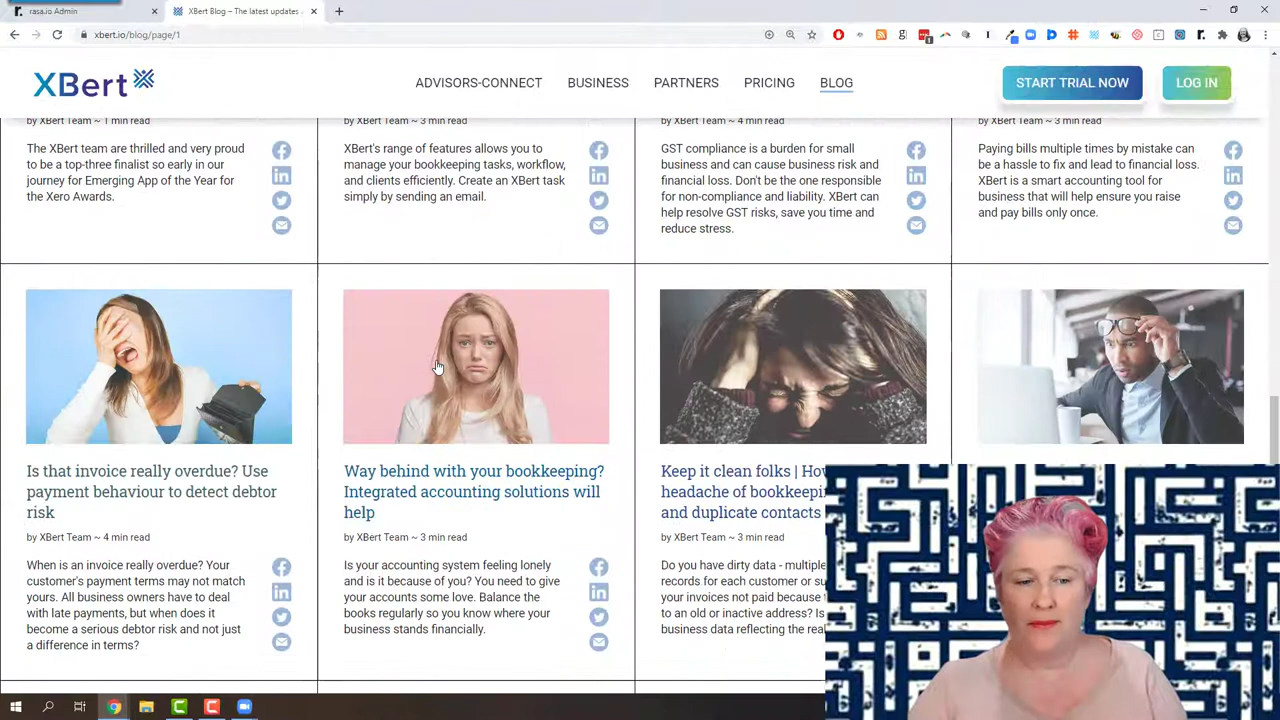 rasa.io Admin
XBert Blog – The latest updates
xbert.io/blog/page/1
XBert
ADVISORS-CONNECT
BUSINESS
PARTNERS
PRICING
BLOG
START TRIAL NOW
LOG IN
by XBert Team ~ 1 min read
The XBert team are thrilled and very proud
to be a top-three finalist so early in our
journey for Emerging App of the Year for
the Xero Awards.
by XBert Team ~ 3 min read
XBert's range of features allows you to
manage your bookkeeping tasks, workflow,
and clients efficiently. Create an XBert task
simply by sending an email.
by XBert Team ~ 4 min read
GST compliance is a burden for small
business and can cause business risk and
financial loss. Don't be the one responsible
for non-compliance and liability. XBert can
help resolve GST risks, save you time and
reduce stress.
by XBert Team ~ 3 min read
Paying bills multiple times by mistake can
be a hassle to fix and lead to financial loss.
XBert is a smart accounting tool for
business that will help ensure you raise
and pay bills only once.
Is that invoice really overdue? Use
payment behaviour to detect debtor
risk
by XBert Team ~ 4 min read
When is an invoice really overdue? Your
customer's payment terms may not match
yours. All business owners have to deal
with late payments, but when does it
become a serious debtor risk and not just
a difference in terms?
Way behind with your bookkeeping?
Integrated accounting solutions will
help
by XBert Team ~ 3 min read
Is your accounting system feeling lonely
and is it because of you? You need to give
your accounts some love. Balance the
books regularly so you know where your
business stands financially.
Keep it clean folks | How
headache of bookkeepin
and duplicate contacts
by XBert Team ~ 3 min read
Do you have dirty data - multiple
records for each customer or su
your invoices not paid because t
to an old or inactive address? Is
business data reflecting the real